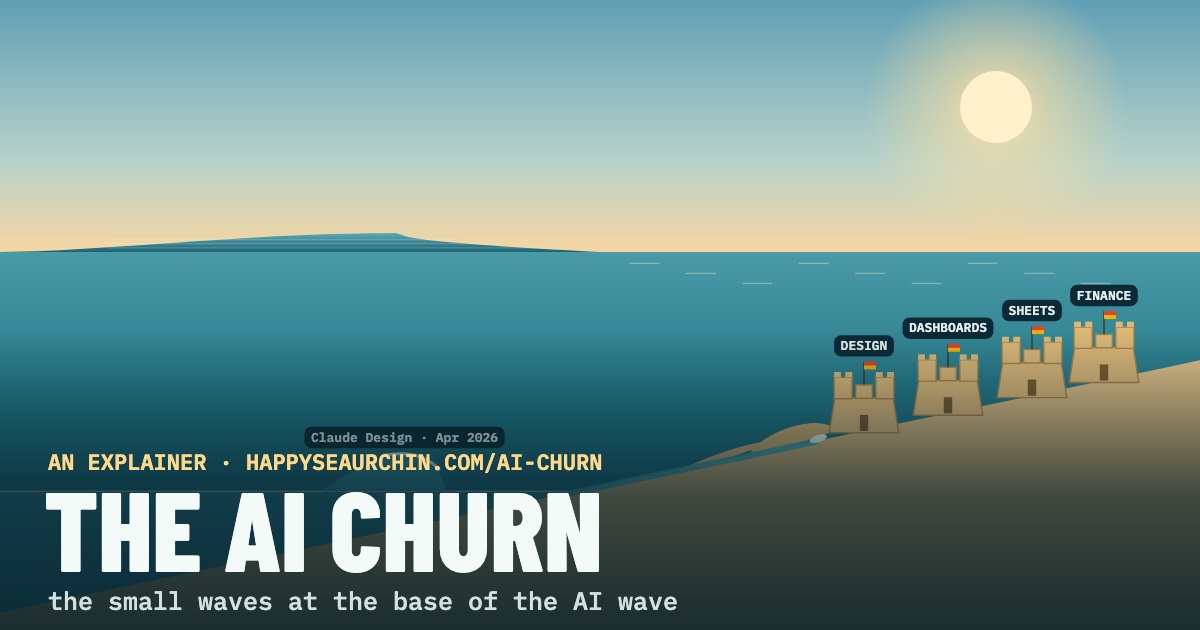 FINANCE
SHEETS
DASHBOARDS
DESIGN
Claude Design · Apr 2026
AN EXPLAINER · HAPPYSEAURCHIN.COM/AI-CHURN
THE AI CHURN
the small waves at the base of the AI wave